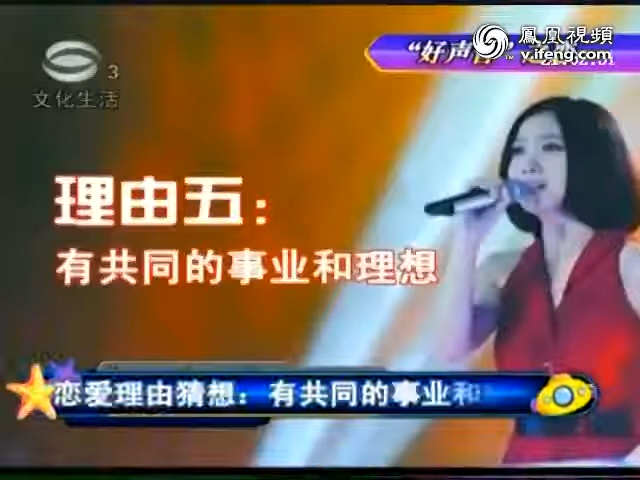 鳳凰視頻
"好声音"
v.ifeng.com
3
文化生活
理由五：
有共同的事业和理想
恋爱理由猜想：有共同的事业和